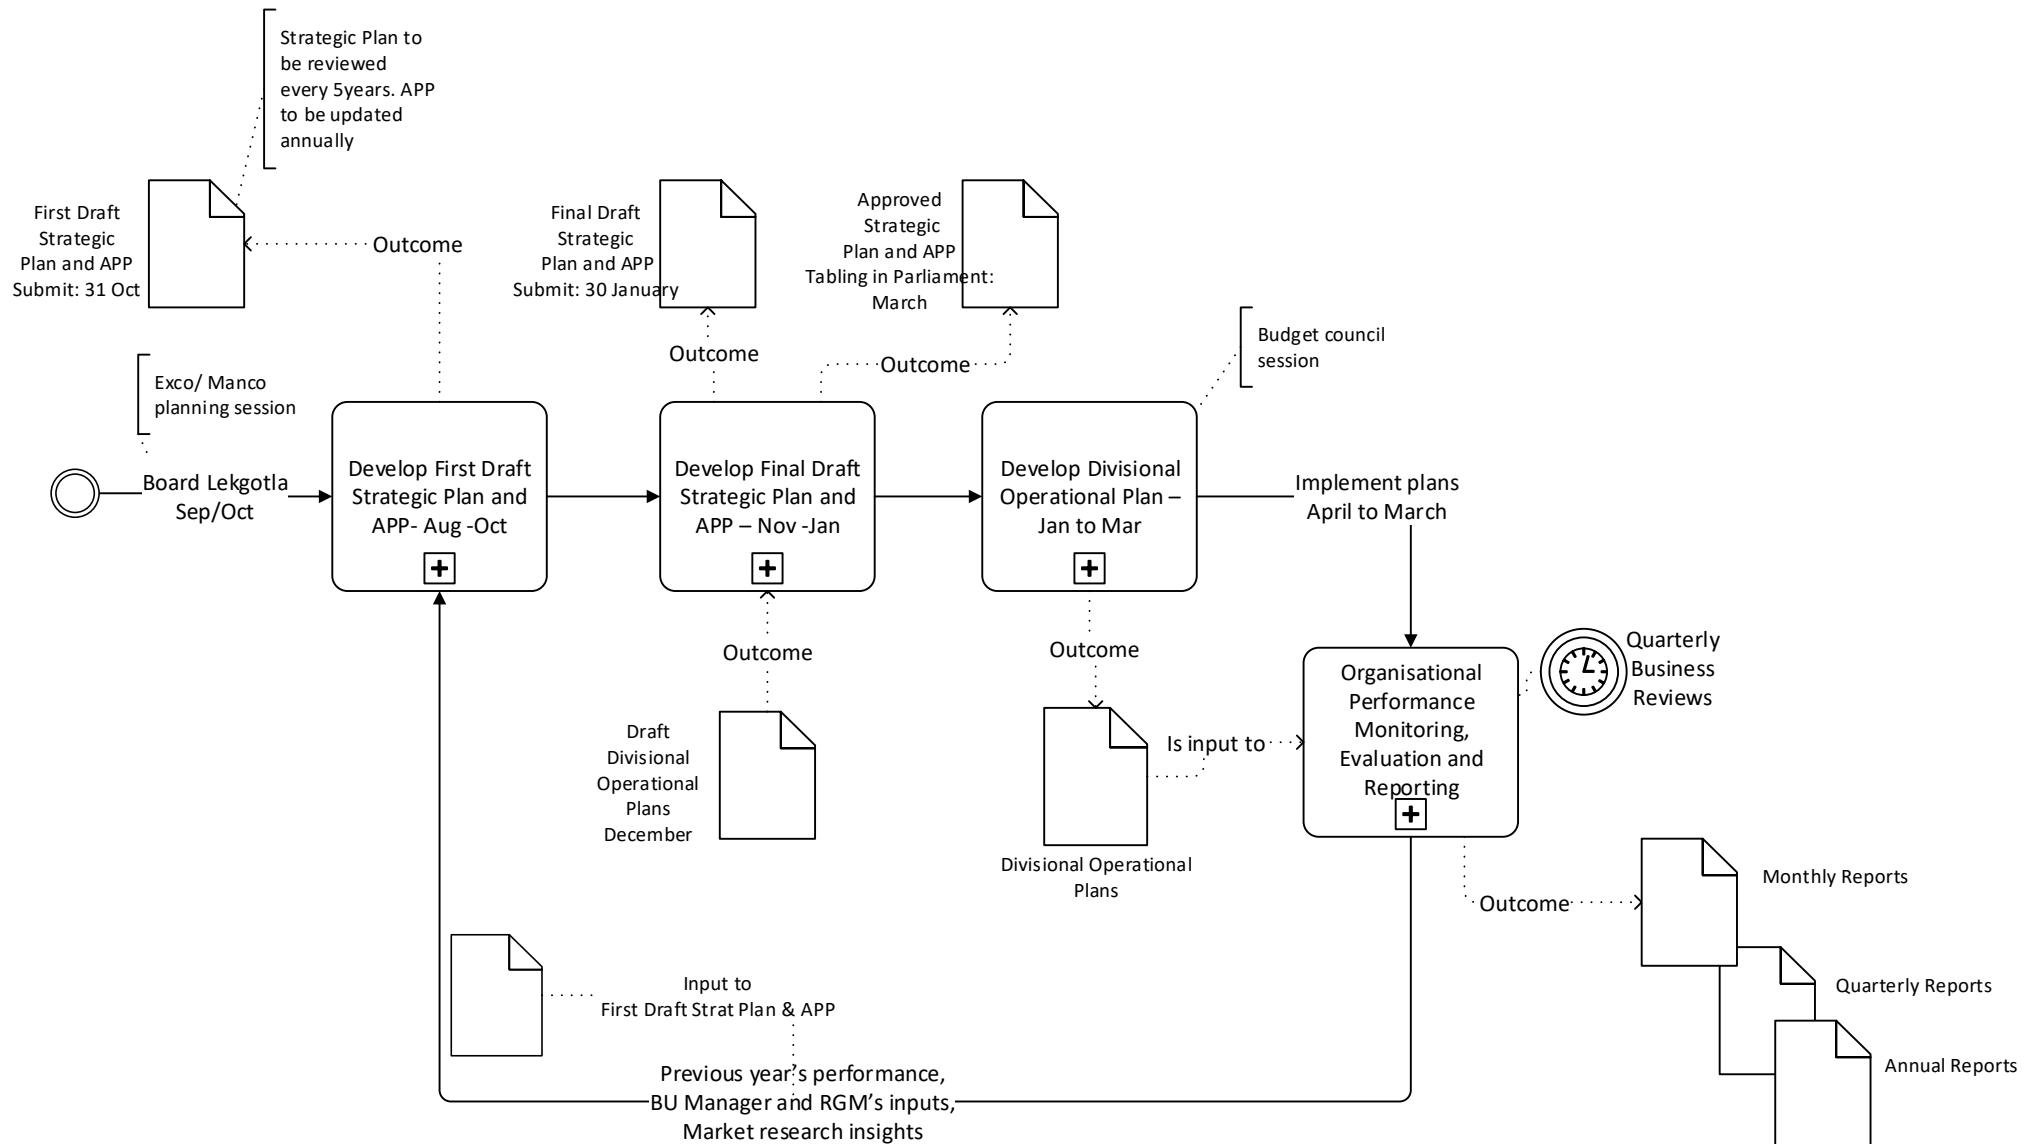 Strategic Plan to
be reviewed
every 5years. APP
to be updated
annually
First Draft
Strategic
Plan and APP
Submit: 31 Oct
Outcome
Final Draft
Strategic
Plan and APP
Submit: 30 January
Outcome
Approved
Strategic
Plan and APP
Tabling in Parliament:
March
Outcome
Budget council
session
Exco/ Manco
planning session
Board Lekgotla
Sep/Oct
Develop First Draft
Strategic Plan and
APP- Aug -Oct
Develop Final Draft
Strategic Plan and
APP – Nov -Jan
Develop Divisional
Operational Plan –
Jan to Mar
Implement plans
April to March
Outcome
Draft
Divisional
Operational
Plans
December
Outcome
Divisional Operational
Plans
Is input to
Organisational
Performance
Monitoring,
Evaluation and
Reporting
Quarterly
Business
Reviews
Outcome
Monthly Reports
Quarterly Reports
Annual Reports
Input to
First Draft Strat Plan & APP
Previous year's performance,
BU Manager and RGM's inputs,
Market research insights